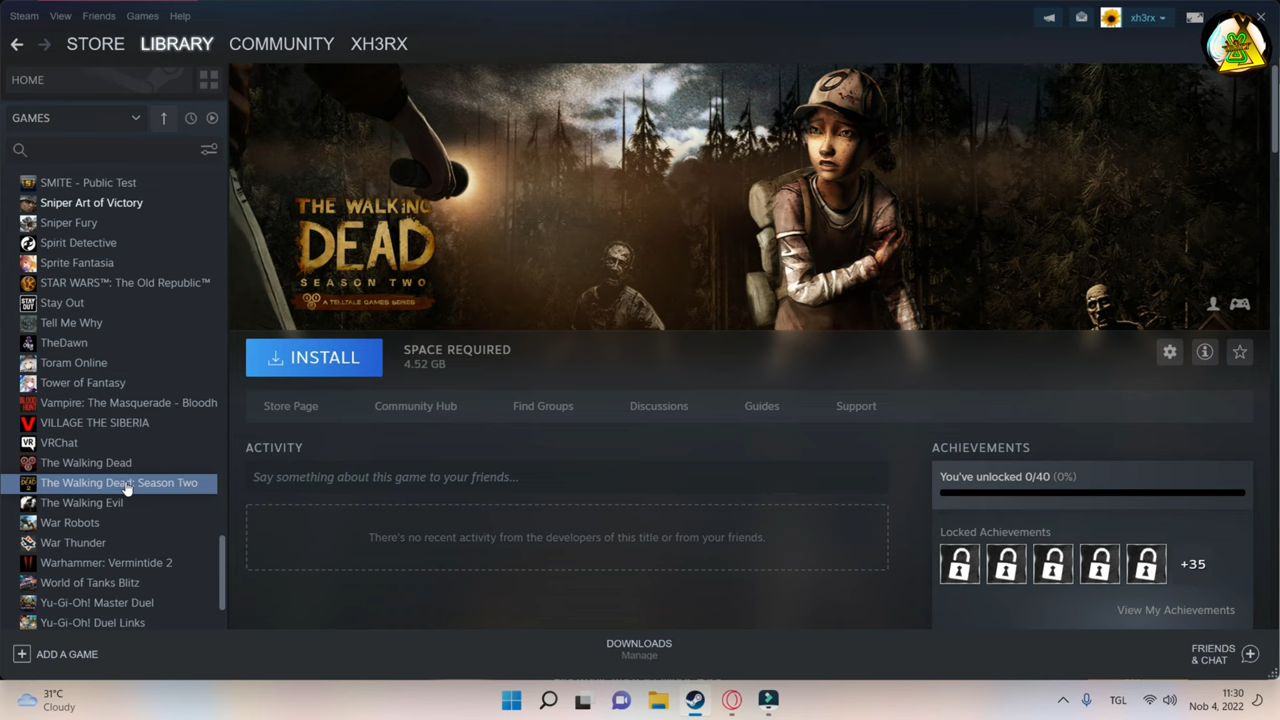 Steam View Friends Games Help
xh3rx
STORE LIBRARY COMMUNITY XH3RX
HOME
GAMES
SMITE - Public Test
Sniper Art of Victory
Sniper Fury
Spirit Detective
Sprite Fantasia
STAR WARS™: The Old Republic™
Stay Out
Tell Me Why
TheDawn
Toram Online
Tower of Fantasy
Vampire: The Masquerade - Bloodh
VILLAGE THE SIBERIA
VRChat
The Walking Dead
The Walking Dead: Season Two
The Walking Evil
War Robots
War Thunder
Warhammer: Vermintide 2
World of Tanks Blitz
Yu-Gi-Oh! Master Duel
Yu-Gi-Oh! Duel Links
ADD A GAME
THE WALKING
DEAD
SEASON TWO
A TELLTALE GAMES SERIES
INSTALL
SPACE REQUIRED
4.52 GB
Store Page Community Hub Find Groups Discussions Guides Support
ACTIVITY
Say something about this game to your friends...
There's no recent activity from the developers of this title or from your friends.
ACHIEVEMENTS
You've unlocked 0/40 (0%)
Locked Achievements
+35
View My Achievements
DOWNLOADS
Manage
FRIENDS
& CHAT
31°C
Cloudy
TGL
11:30
Nob 4, 2022